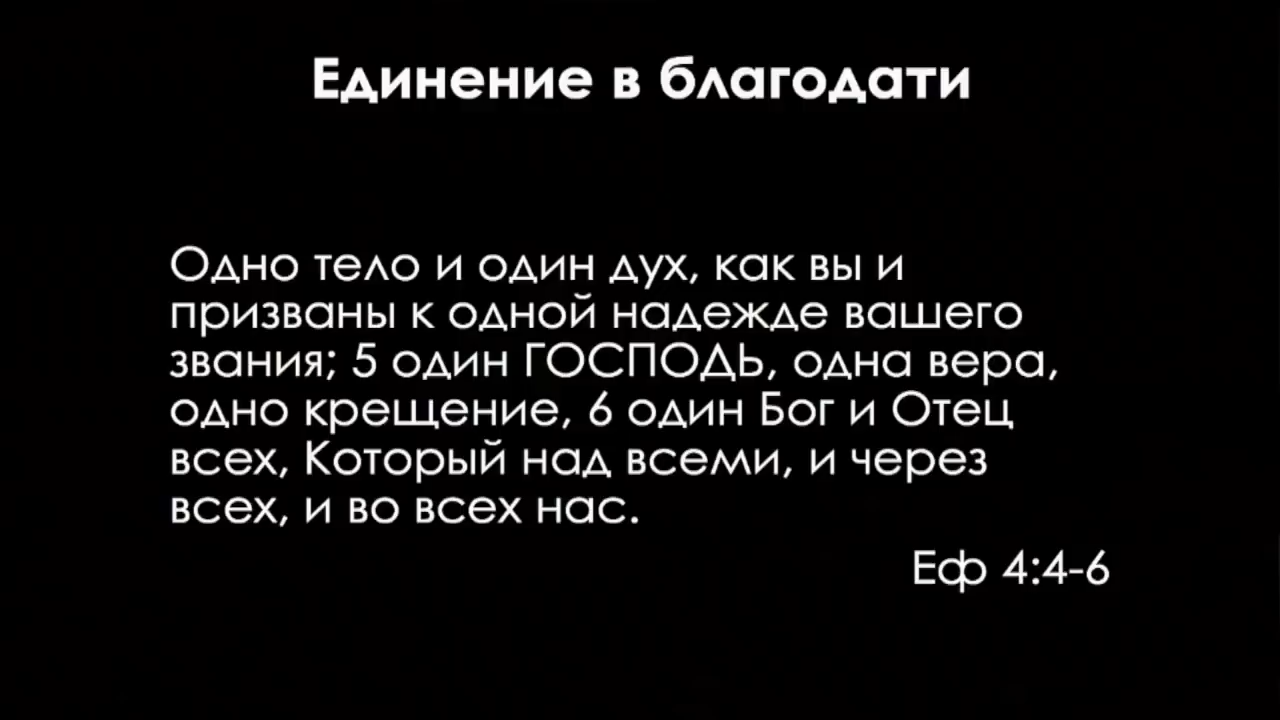 Единение в благодати
Одно тело и один дух, как вы и
призваны к одной надежде вашего
звания; 5 один ГОСПОДЬ, одна вера,
одно крещение, 6 один Бог и Отец
всех, Который над всеми, и через
всех, и во всех нас.
Еф 4:4-6